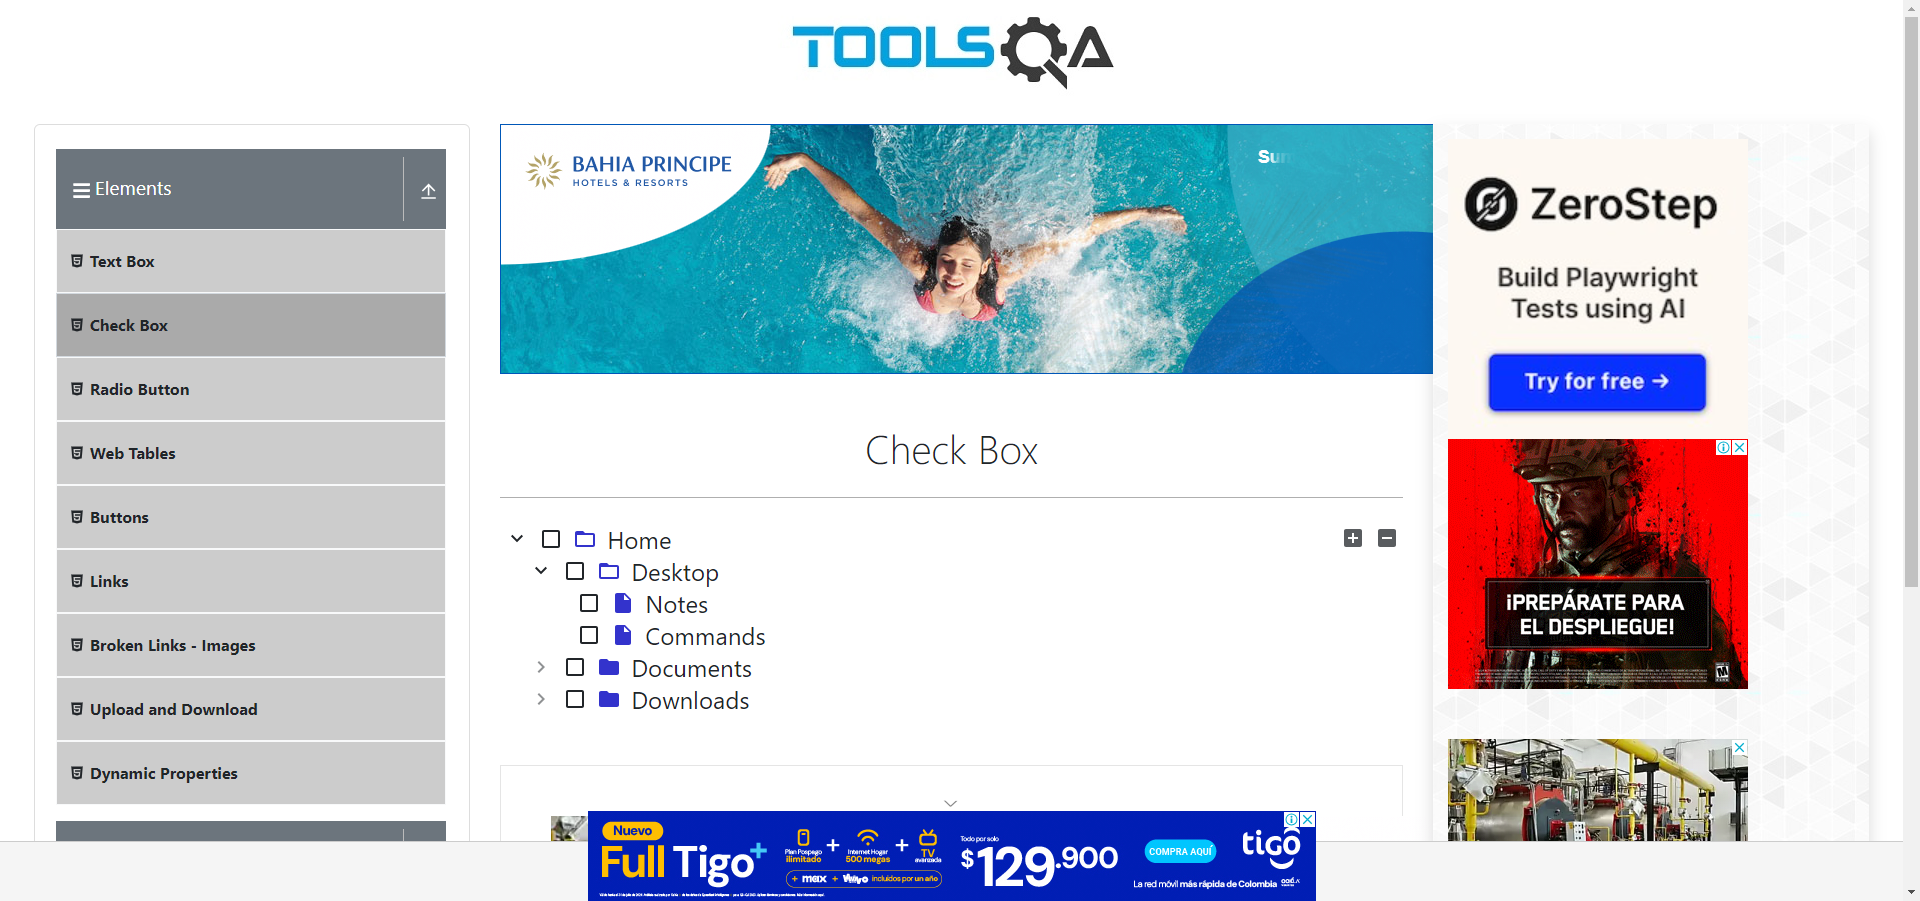 TOOLSQA
Elements
Text Box
Check Box
Radio Button
Web Tables
Buttons
Links
Broken Links - Images
Upload and Download
Dynamic Properties
BAHIA PRINCIPE
HOTELS & RESORTS
Sun
Check Box
Home
Desktop
Notes
Commands
Documents
Downloads
ZeroStep
Build Playwright
Tests using AI
Try for free →
¡PREPÁRATE PARA
EL DESPLIEGUE!
M
Nuevo
Full Tigo+
Plan Pospago
ilimitado
+
Internet Hogar
500 megas
+
TV
avanzada
+ max + Wiiyo incluidos por un año
Todo por solo
$129.900
COMPRA AQUÍ
tigo
La red móvil más rápida de Colombia